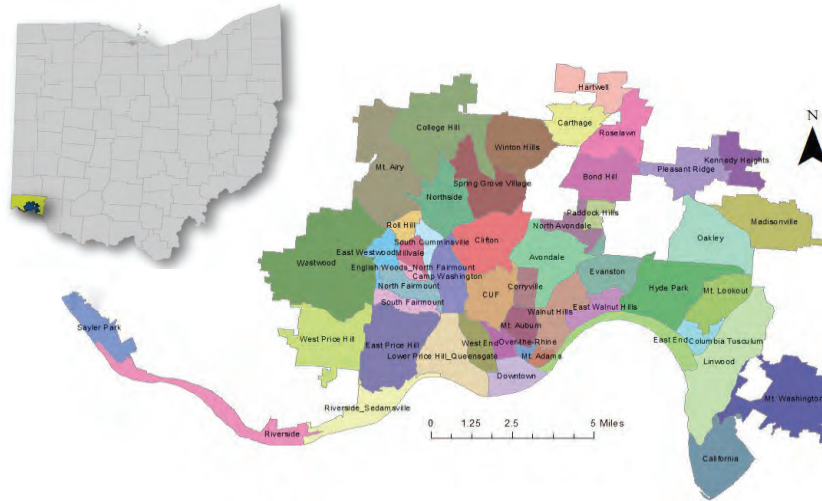 Hartwell
Carthage
Roselawn
N
College Hill
Winton Hills
Mt. Airy
Kennedy Heights
Pleasant Ridge
Spring Grove Village
Bond Hill
Northside
Paddock Hills
Madisonville
Roll Hill
North Avondale
Oakley
South Cumminsville
Clifton
East Westwood
Millvale
Avondale
Westwood
English Woods_North Fairmount
Evanston
Camp Washington
Hyde Park
North Fairmount
Corryville
Mt. Lookout
CUF
South Fairmount
East Walnut Hills
Walnut Hills
Mt. Auburn
Sayler Park
West Price Hill
East Price Hill
West End
Over-the-Rhine
East End
Columbia Tusculum
Lower Price Hill_Queensgate
Mt. Adams
Linwood
Downtown
Mt. Washington
Riverside_Sedamsville
Riverside
0 1.25 2.5 5 Miles
California